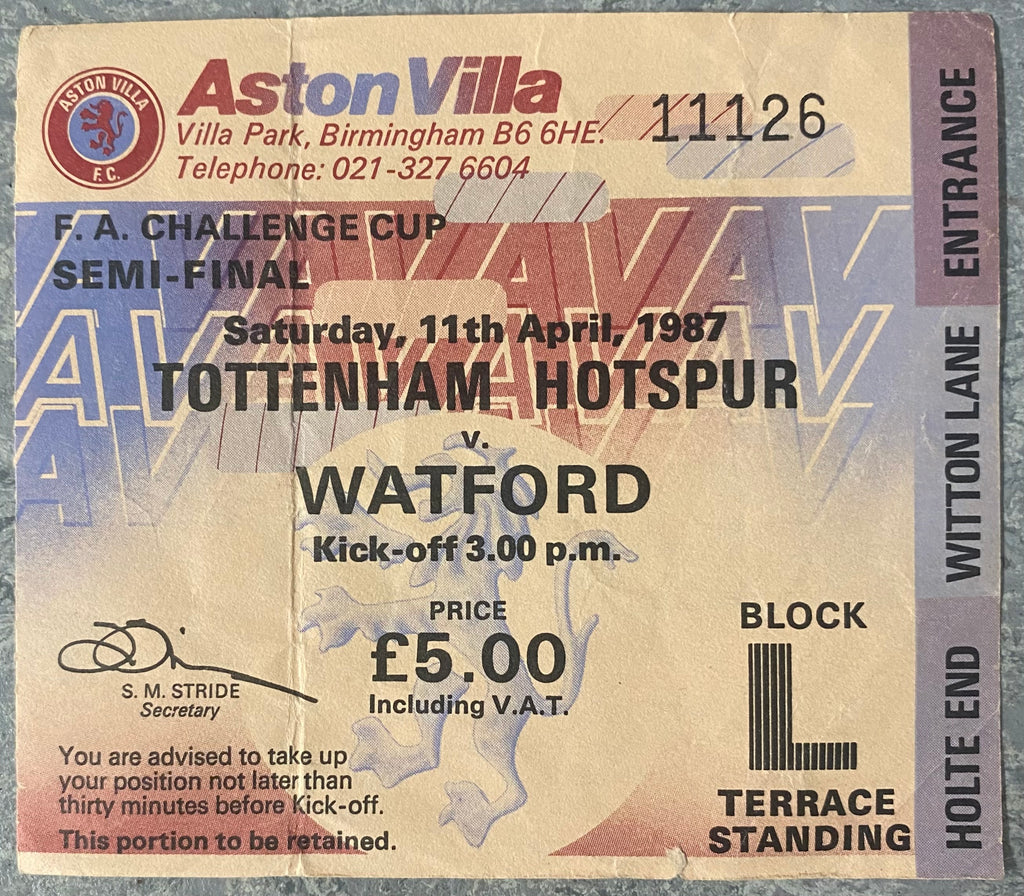 ASTON VILLA
F.C.
Aston Villa
Villa Park, Birmingham B6 6HE.
Telephone: 021-327 6604
11126
F. A. CHALLENGE CUP
SEMI-FINAL
Saturday, 11th April, 1987
TOTTENHAM HOTSPUR
v.
WATFORD
Kick-off 3.00 p.m.
PRICE
£5.00
Including V.A.T.
S. M. STRIDE
Secretary
You are advised to take up
your position not later than
thirty minutes before Kick-off.
This portion to be retained.
BLOCK
L
TERRACE
STANDING
HOLTE END WITTON LANE ENTRANCE